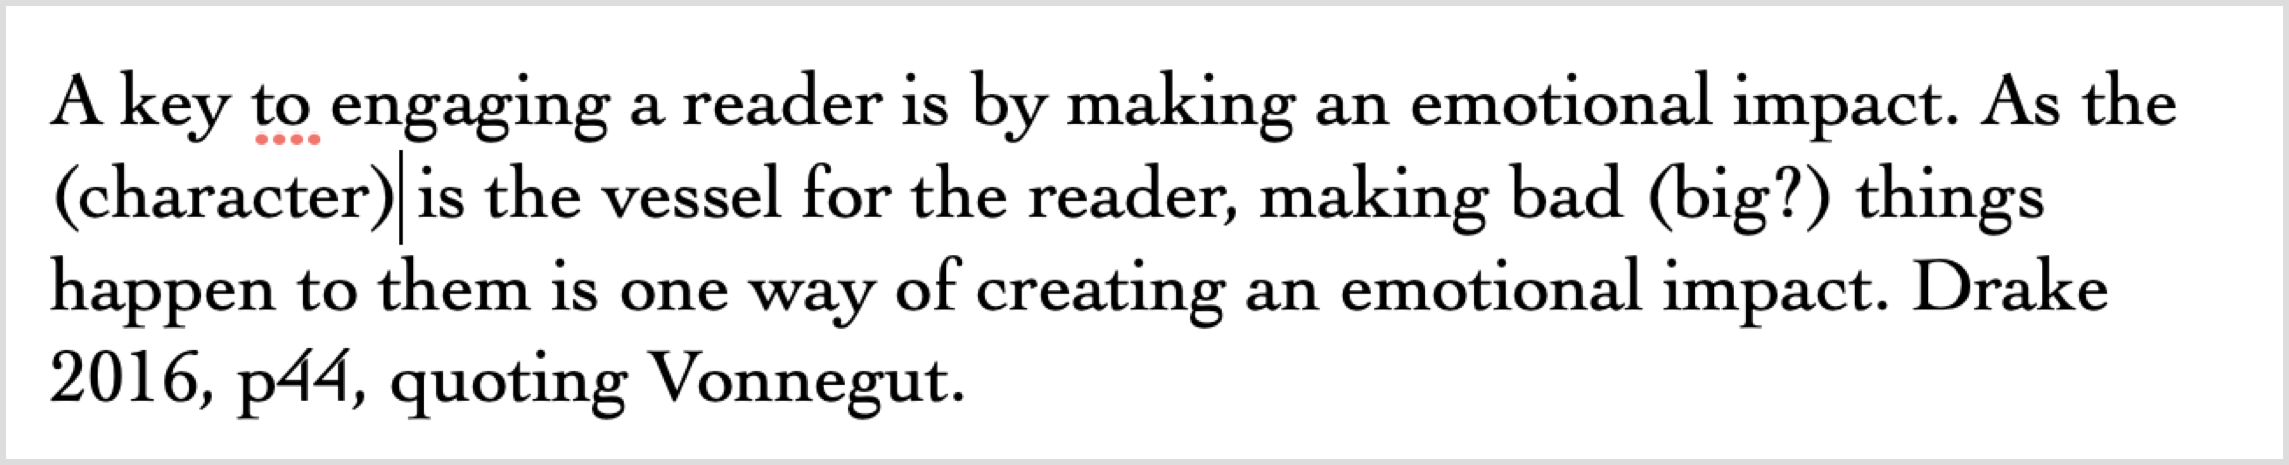 A key to engaging a reader is by making an emotional impact. As the
(character) is the vessel for the reader, making bad (big?) things
happen to them is one way of creating an emotional impact. Drake
2016, p44, quoting Vonnegut.